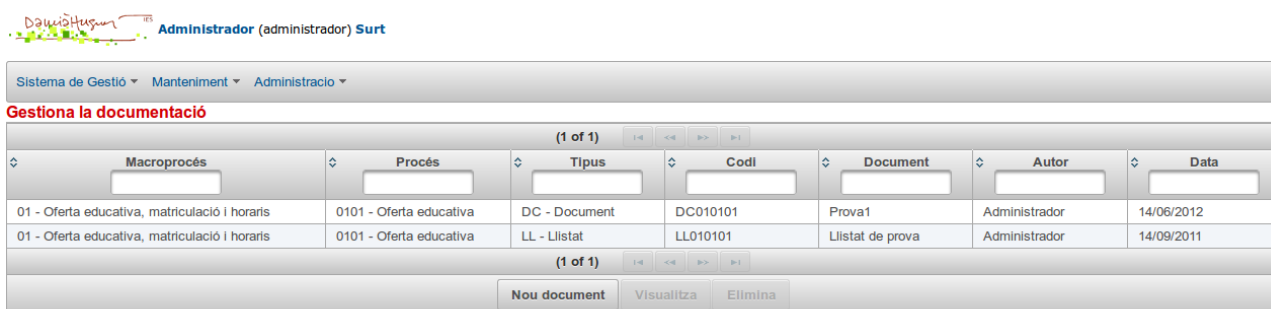 DamiàHuguet IES
Administrador (administrador) Surt
Sistema de Gestió Manteniment Administracio
Gestiona la documentació
(1 of 1)
Macroprocés Procés Tipus Codi Document Autor Data
01 - Oferta educativa, matriculació i horaris 0101 - Oferta educativa DC - Document DC010101 Prova1 Administrador 14/06/2012
01 - Oferta educativa, matriculació i horaris 0101 - Oferta educativa LL - Llistat LL010101 Llistat de prova Administrador 14/09/2011
(1 of 1)
Nou document Visualitza Elimina